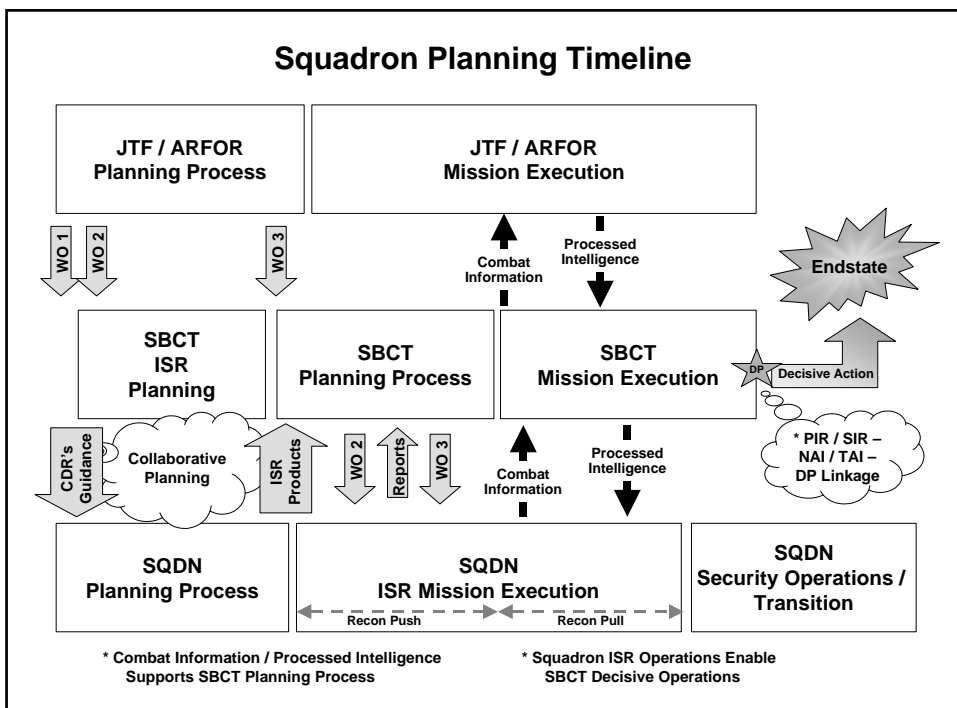 Squadron Planning Timeline
JTF / ARFOR
Planning Process
JTF / ARFOR
Mission Execution
WO 1
WO 2
WO 3
Combat
Information
Processed
Intelligence
Endstate
SBCT
ISR
Planning
SBCT
Planning Process
SBCT
Mission Execution
DP
Decisive Action
CDR's
Guidance
Collaborative
Planning
ISR
Products
WO 2
Reports
WO 3
Combat
Information
Processed
Intelligence
* PIR / SIR –
NAI / TAI –
DP Linkage
SQDN
Planning Process
SQDN
ISR Mission Execution
Recon Push
Recon Pull
SQDN
Security Operations /
Transition
* Combat Information / Processed Intelligence
Supports SBCT Planning Process
* Squadron ISR Operations Enable
SBCT Decisive Operations